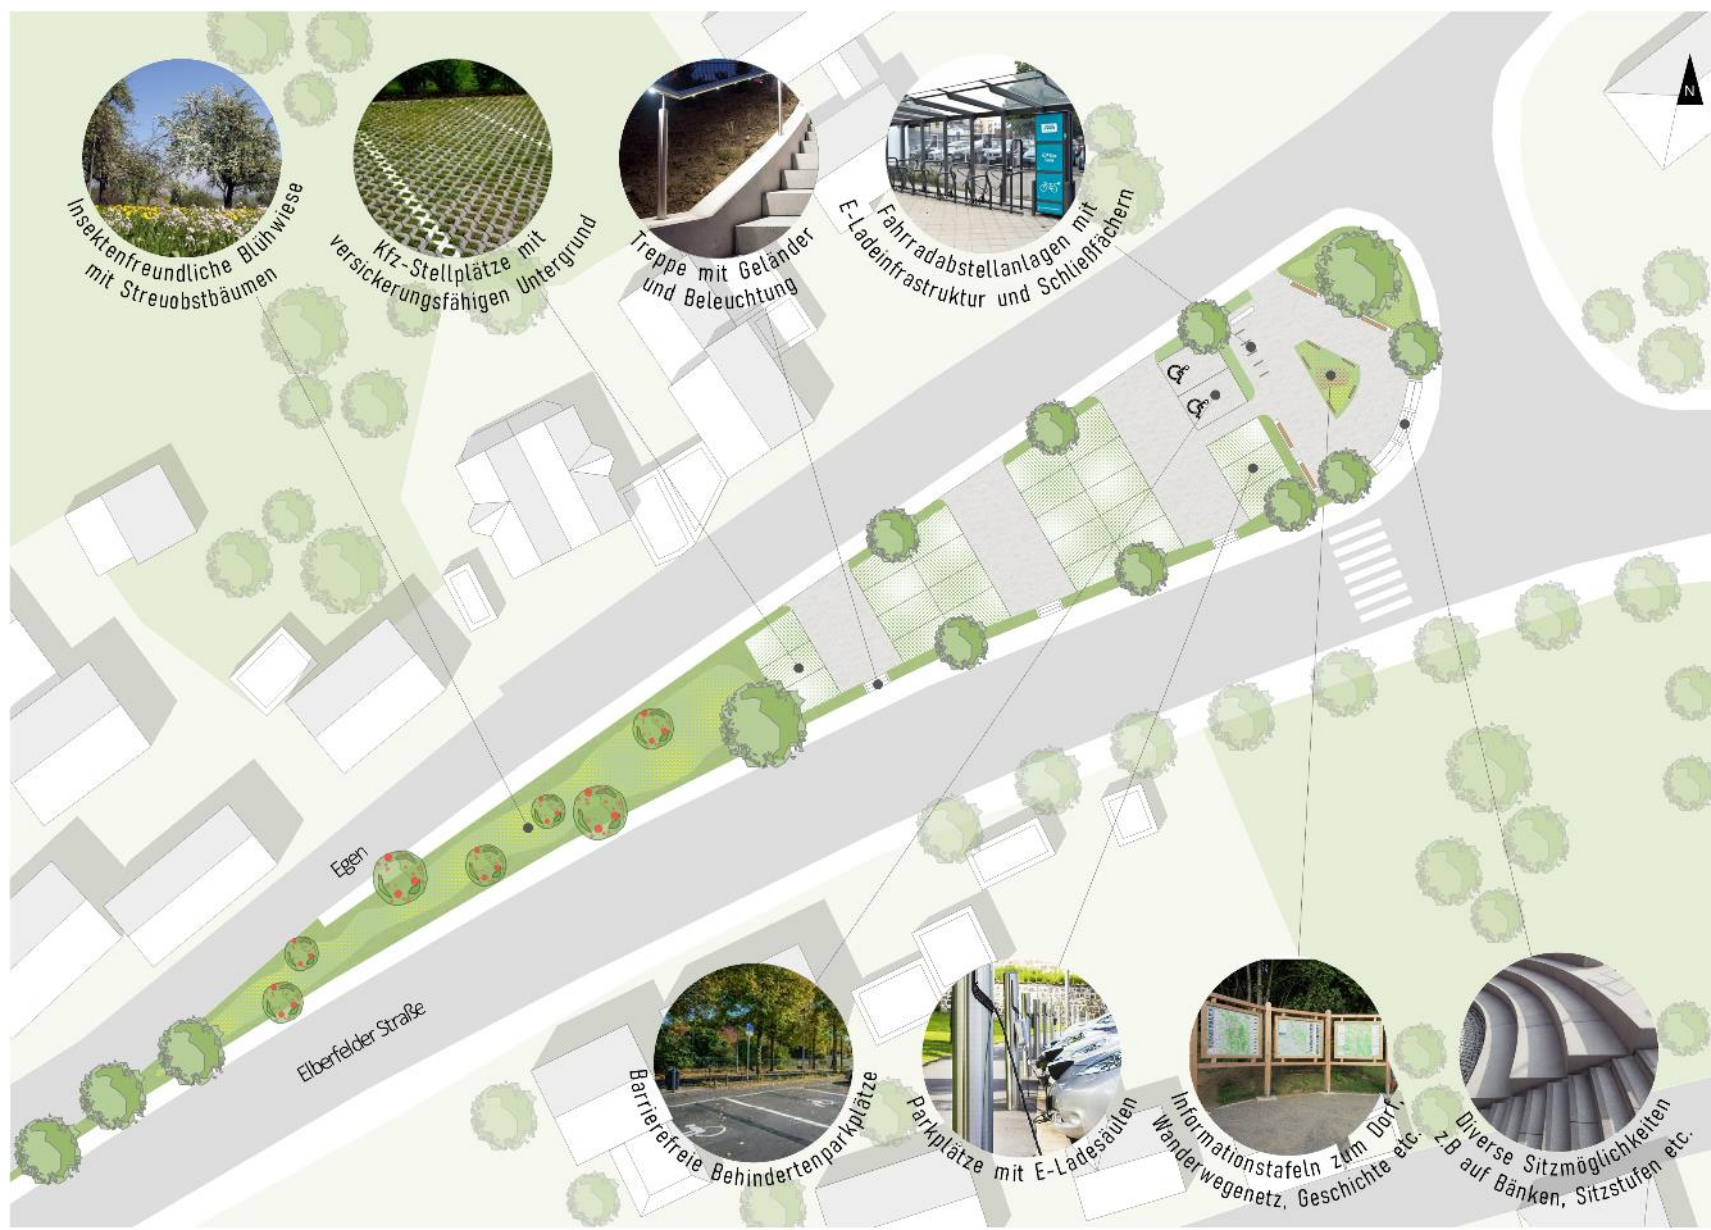 N
Insektenfreundliche Blühwiese
mit Streuobstbäumen
Kfz-Stellplätze mit
versickerungsfähigen Untergrund
Treppe mit Geländer
und Beleuchtung
Fahrradabstellanlagen mit
E-Ladeinfrastruktur und Schließfächern
Egen
Elberfelder Straße
Barrierefreie Behindertenparkplätze
Parkplätze mit E-Ladesäulen
Informationstafeln zum Dorf,
Wanderwegenetz, Geschichte etc.
Diverse Sitzmöglichkeiten
z.B auf Bänken, Sitzstufen etc.